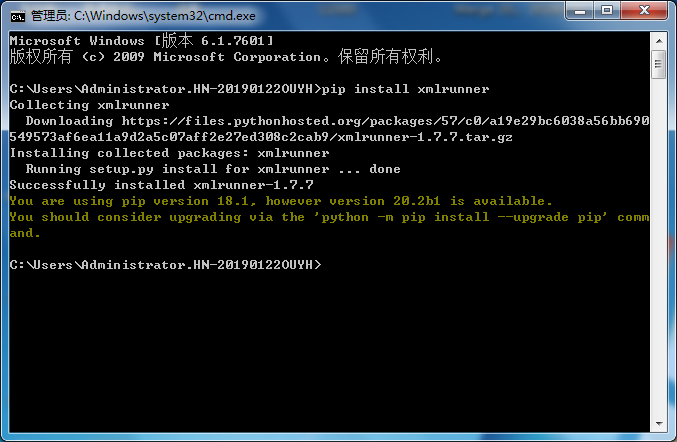 管理员: C:\Windows\system32\cmd.exe
Microsoft Windows [版本 6.1.7601]
版权所有 (c) 2009 Microsoft Corporation。保留所有权利。
C:\Users\Administrator.HN-20190122OUYH>pip install xmlrunner
Collecting xmlrunner
  Downloading https://files.pythonhosted.org/packages/57/c0/a19e29bc6038a56bb690
549573af6ea11a9d2a5c07aff2e27ed308c2cab9/xmlrunner-1.7.7.tar.gz
Installing collected packages: xmlrunner
  Running setup.py install for xmlrunner ... done
Successfully installed xmlrunner-1.7.7
You are using pip version 18.1, however version 20.2b1 is available.
You should consider upgrading via the 'python -m pip install --upgrade pip' comm
and.
C:\Users\Administrator.HN-20190122OUYH>